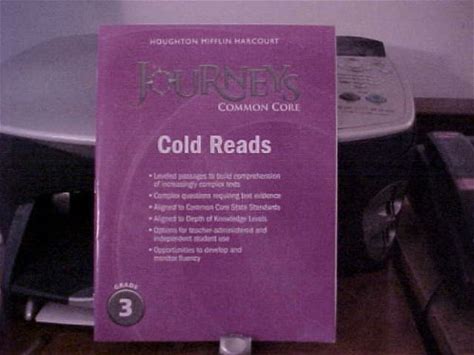 HOUGHTON MIFFLIN HARCOURT
JOURNEYS
COMMON CORE
Cold Reads
• Leveled passages to build comprehension
of increasingly complex texts
• Complex questions requiring text evidence
• Aligned to Common Core State Standards
• Aligned to Depth of Knowledge Levels
• Options for teacher-administered and
independent student use
• Opportunities to develop and
monitor fluency
GRADE
3